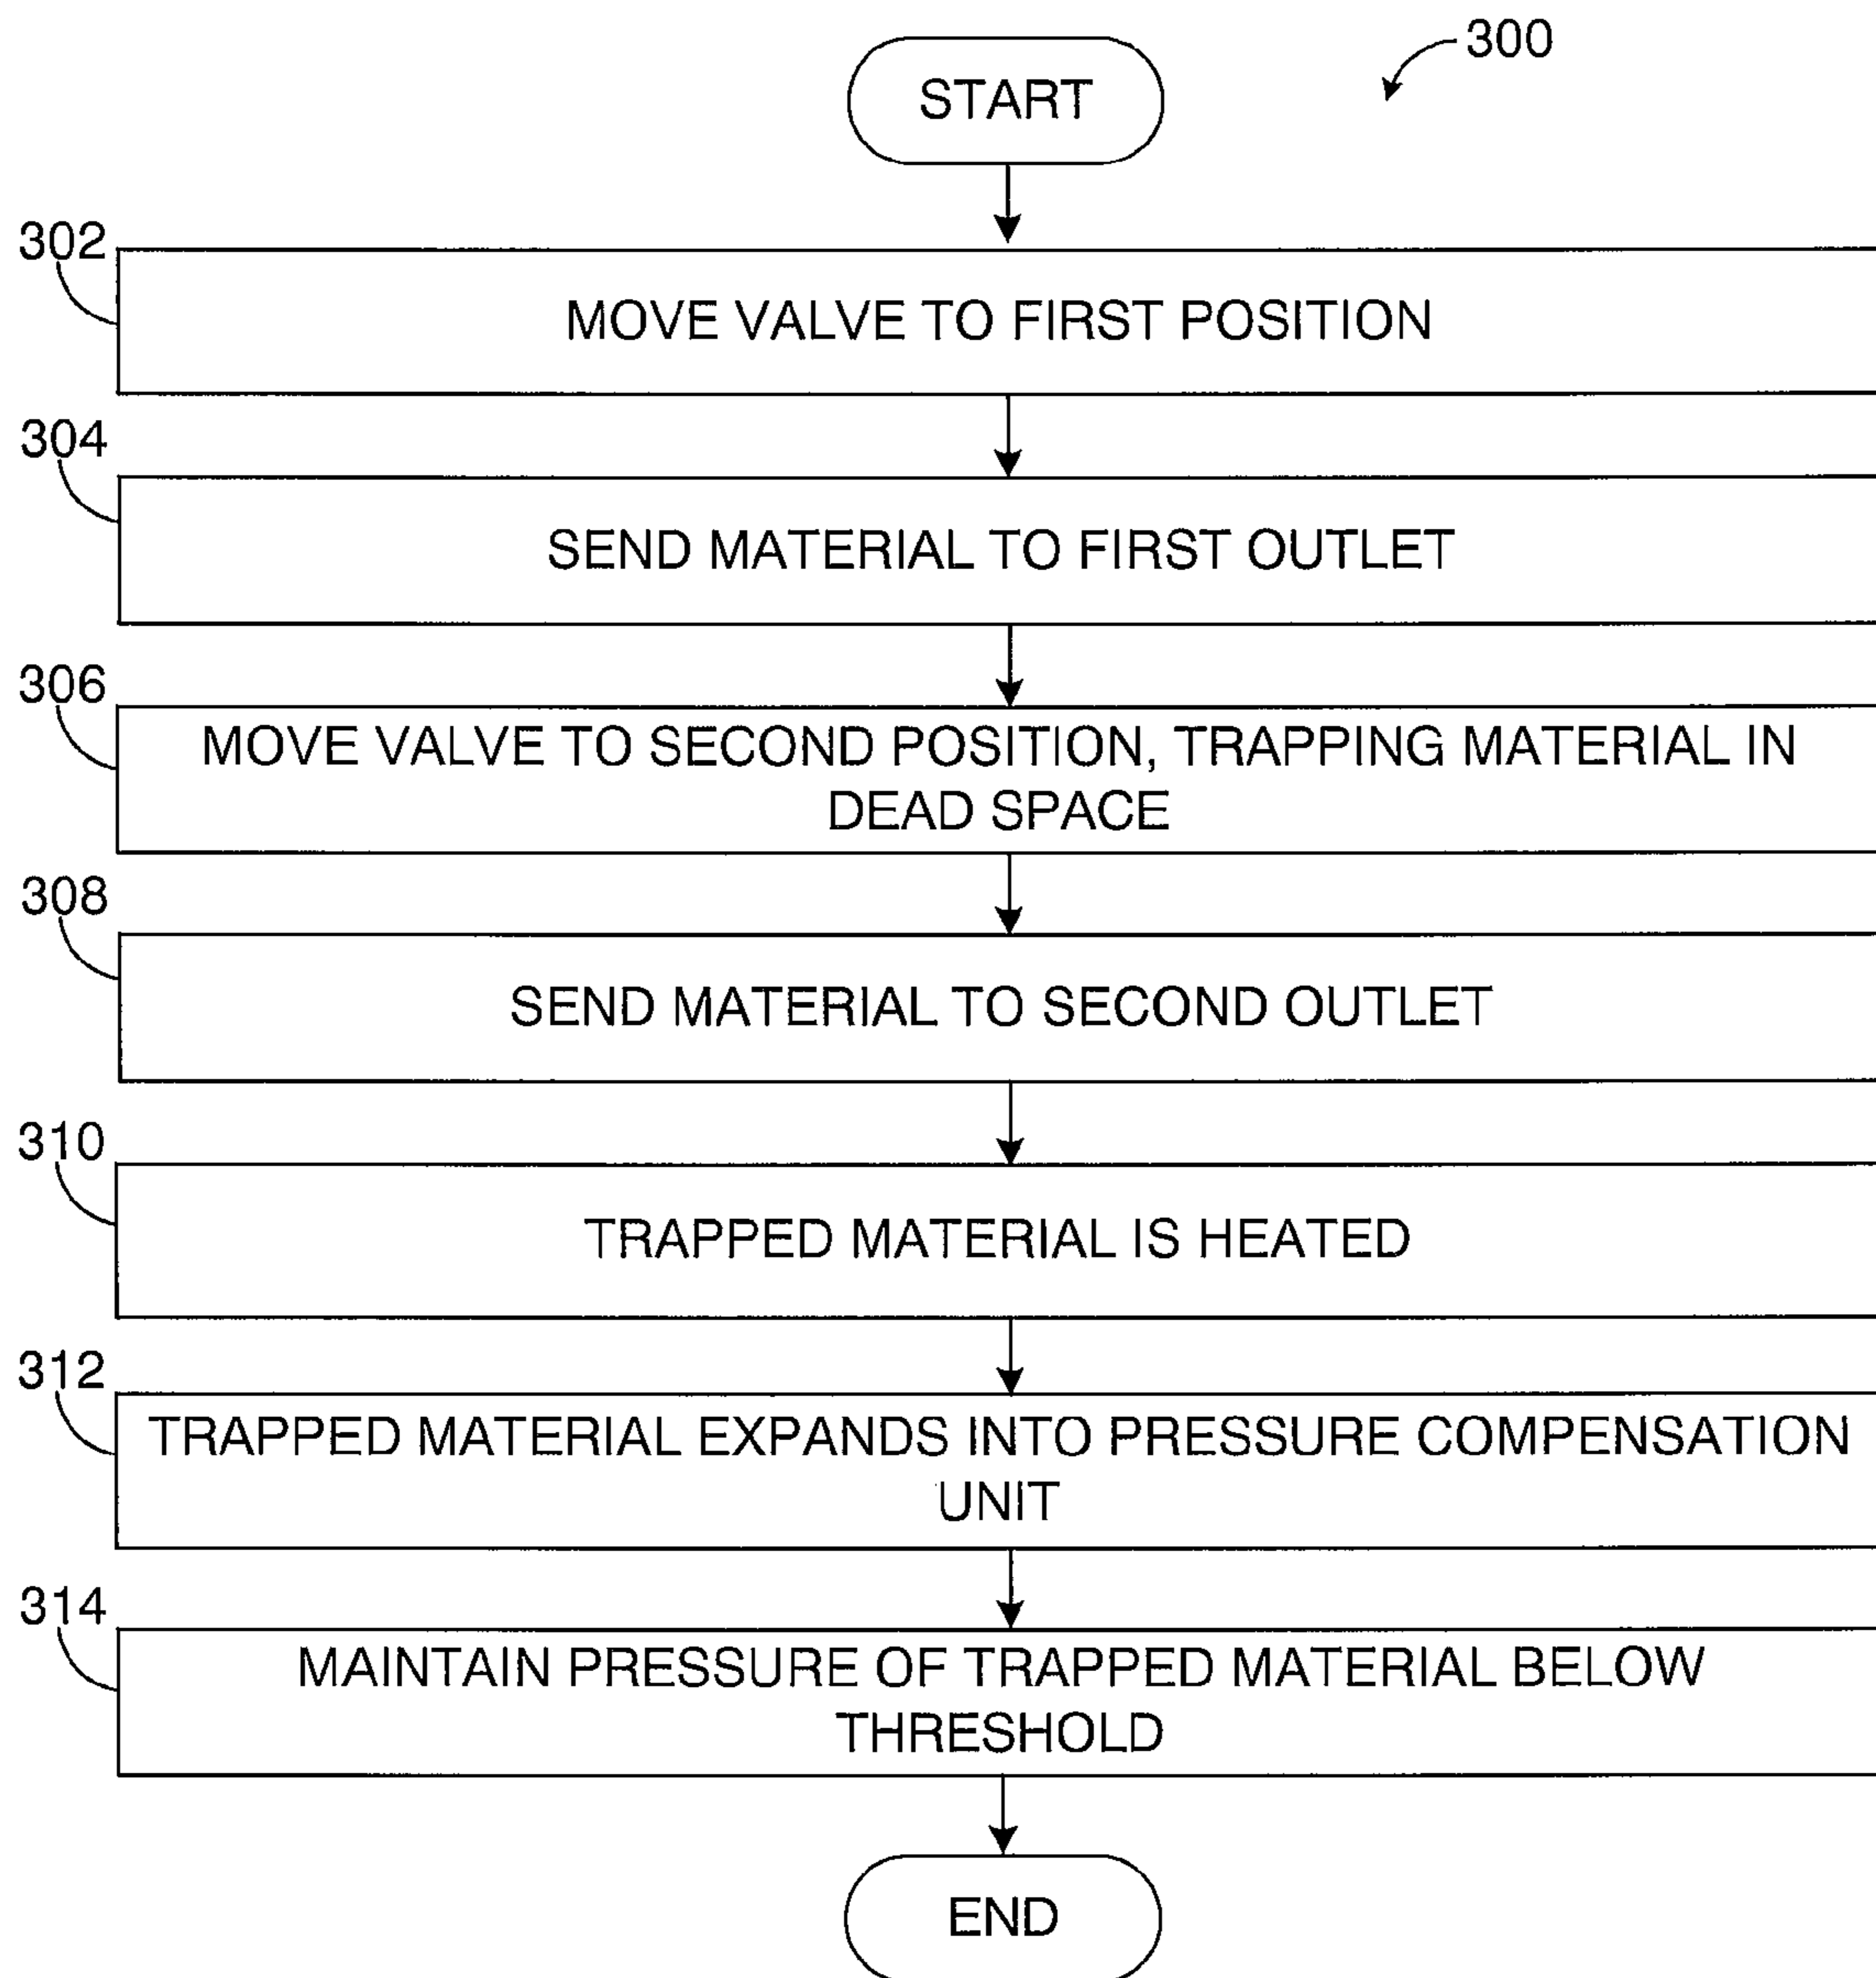 START
300
302
MOVE VALVE TO FIRST POSITION
304
SEND MATERIAL TO FIRST OUTLET
306
MOVE VALVE TO SECOND POSITION, TRAPPING MATERIAL IN
DEAD SPACE
308
SEND MATERIAL TO SECOND OUTLET
310
TRAPPED MATERIAL IS HEATED
312
TRAPPED MATERIAL EXPANDS INTO PRESSURE COMPENSATION
UNIT
314
MAINTAIN PRESSURE OF TRAPPED MATERIAL BELOW
THRESHOLD
END